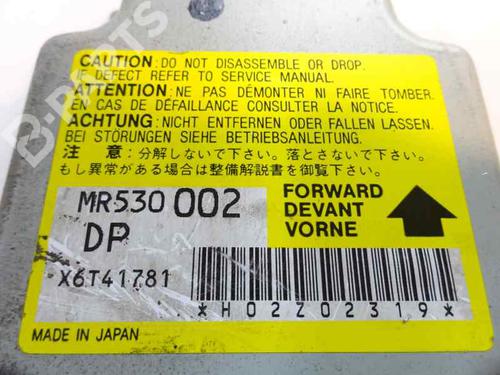 CAUTION: DO NOT DISASSEMBLE OR DROP.
IF DEFECT REFER TO SERVICE MANUAL.
ATTENTION: NE PAS DÉMONTER NI FAIRE TOMBER.
EN CAS DE DÉFAILLANCE CONSULTER LA NOTICE.
ACHTUNG: NICHT ENTFERNEN ODER FALLEN LASSEN.
BEI STÖRUNGEN SIEHE BETRIEBSANLEITUNG.
注 意:分解しないで下さい。落とさないで下さい。
もし異常がある場合は整備解説書を御覧下さい。
MR530 002
DP
X6T41781
FORWARD
DEVANT
VORNE
*H02Z02319*
MADE IN JAPAN
B-PARTS